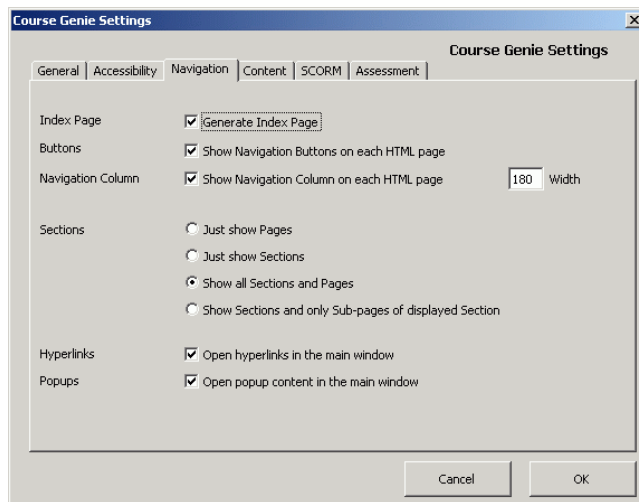 Course Genie Settings
Course Genie Settings
General Accessibility Navigation Content SCORM Assessment
Index Page Generate Index Page
Buttons Show Navigation Buttons on each HTML page
Navigation Column Show Navigation Column on each HTML page 180 Width
Sections Just show Pages
Just show Sections
Show all Sections and Pages
Show Sections and only Sub-pages of displayed Section
Hyperlinks Open hyperlinks in the main window
Popups Open popup content in the main window
Cancel OK